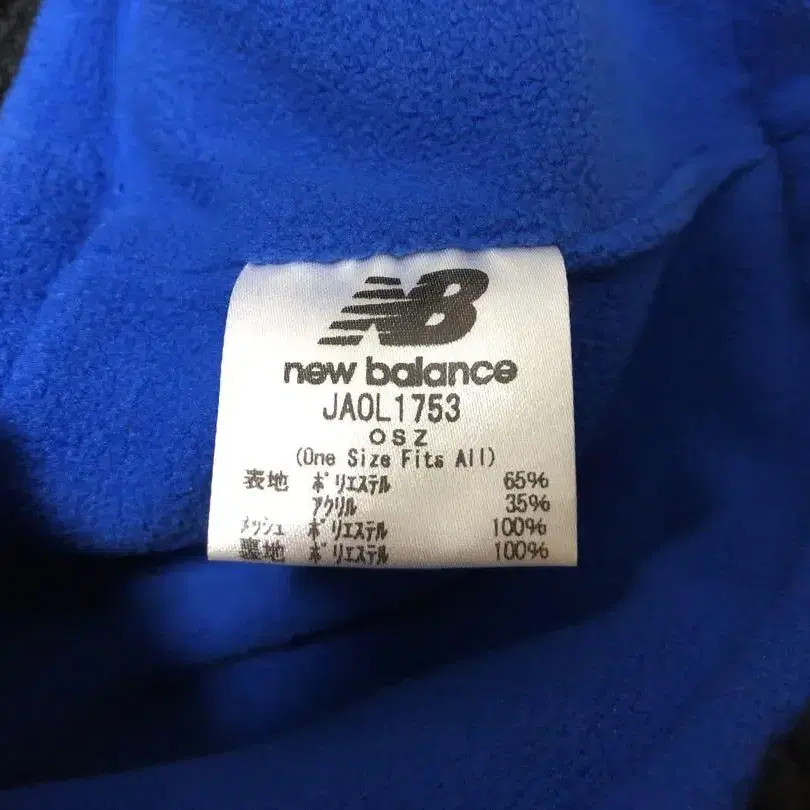 NB
new balance
JAOL1753
OSZ
(One Size Fits All)
表地 ポリエステル 65%
アクリル 35%
メッシュ ポリエステル 100%
裏地 ポリエステル 100%